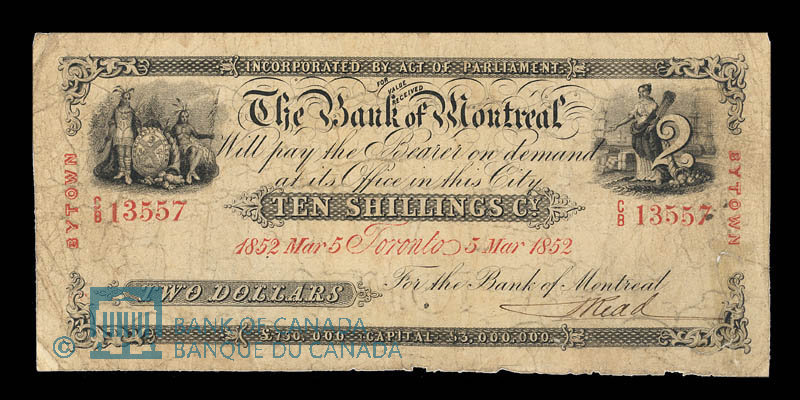 INCORPORATED BY ACT OF PARLIAMENT.
FOR VALUE RECEIVED
The Bank of Montreal
Will pay the Bearer on demand
at its Office in this City
TEN SHILLINGS CY.
2
BYTOWN
C/B 13557
C/B 13557
BYTOWN
1852 Mar 5 Toronto 5 Mar 1852
For the Bank of Montreal
TWO DOLLARS
£750,000 CAPITAL $3,000,000.
© BANK OF CANADA
BANQUE DU CANADA